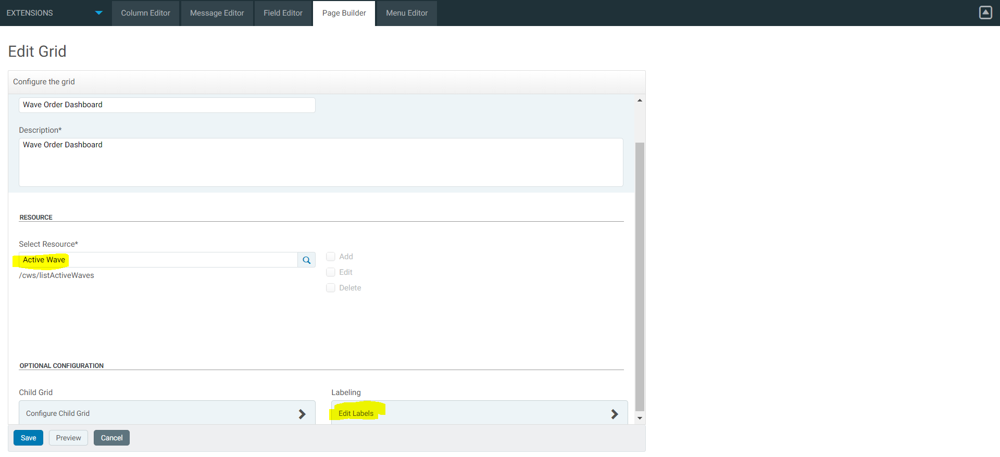 EXTENSIONS Column Editor Message Editor Field Editor Page Builder Menu Editor
Edit Grid
Configure the grid
Wave Order Dashboard
Description*
Wave Order Dashboard
RESOURCE
Select Resource*
Active Wave
/cws/listActiveWaves
Add
Edit
Delete
OPTIONAL CONFIGURATION
Child Grid
Configure Child Grid
Labeling
Edit Labels
Save Preview Cancel